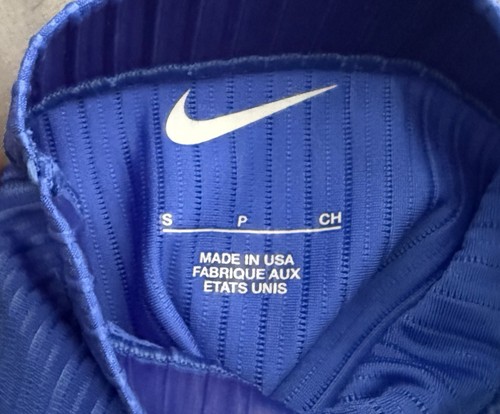 S P CH
MADE IN USA
FABRIQUE AUX
ETATS UNIS